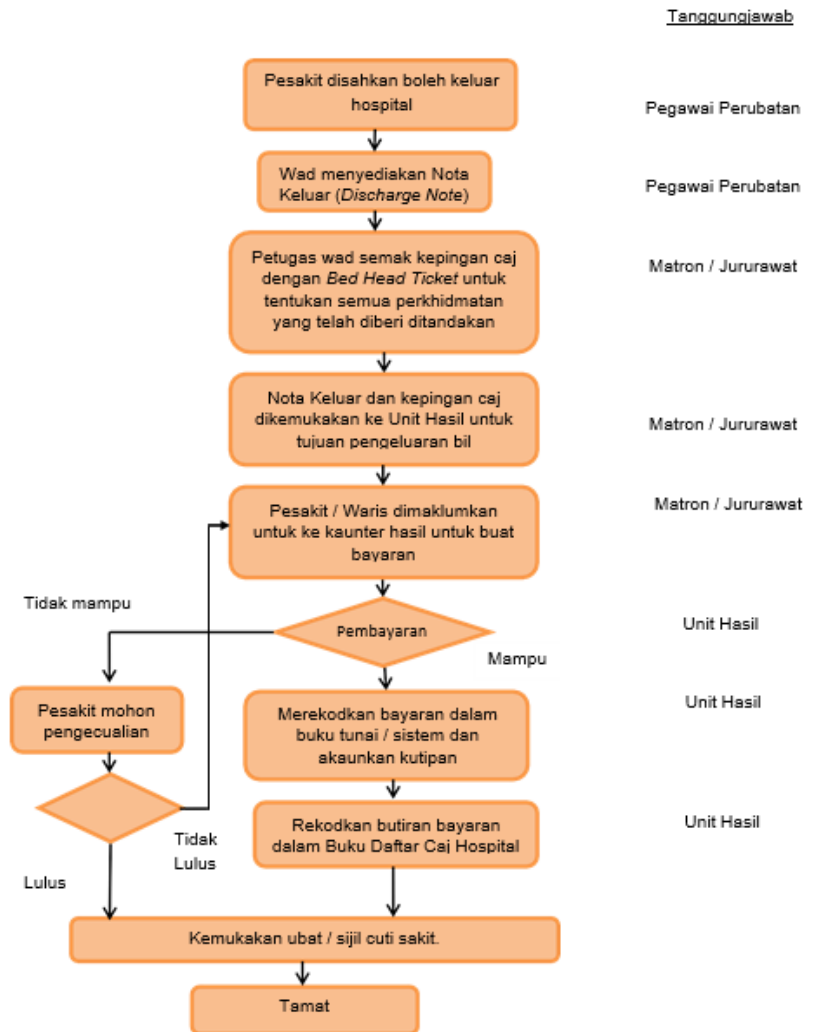 Tanggungjawab
Pesakit disahkan boleh keluar
hospital
Pegawai Perubatan
Wad menyediakan Nota
Keluar (Discharge Note)
Pegawai Perubatan
Petugas wad semak kepingan caj
dengan Bed Head Ticket untuk
tentukan semua perkhidmatan
yang telah diberi ditandakan
Matron / Jururawat
Nota Keluar dan kepingan caj
dikemukakan ke Unit Hasil untuk
tujuan pengeluaran bil
Matron / Jururawat
Pesakit / Waris dimaklumkan
untuk ke kaunter hasil untuk buat
bayaran
Matron / Jururawat
Tidak mampu
Pembayaran
Mampu
Unit Hasil
Pesakit mohon
pengecualian
Merekodkan bayaran dalam
buku tunai / sistem dan
akaunkan kutipan
Unit Hasil
Tidak
Lulus
Lulus
Rekodkan butiran bayaran
dalam Buku Daftar Caj Hospital
Unit Hasil
Kemukakan ubat / sijil cuti sakit.
Tamat